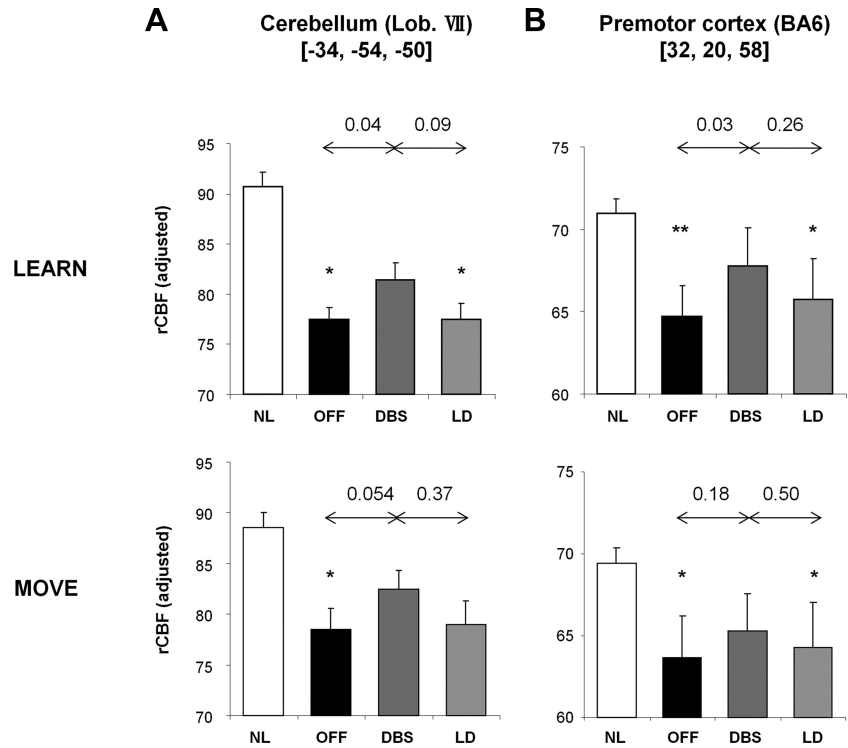 A Cerebellum (Lob. Ⅶ) B Premotor cortex (BA6)
[-34, -54, -50] [32, 20, 58]
LEARN
rCBF (adjusted)
95
90
85
80
75
70
0.04 0.09
* *
NL OFF DBS LD
75
70
65
60
0.03 0.26
** *
NL OFF DBS LD
MOVE
rCBF (adjusted)
95
90
85
80
75
70
0.054 0.37
*
NL OFF DBS LD
75
70
65
60
0.18 0.50
* *
NL OFF DBS LD